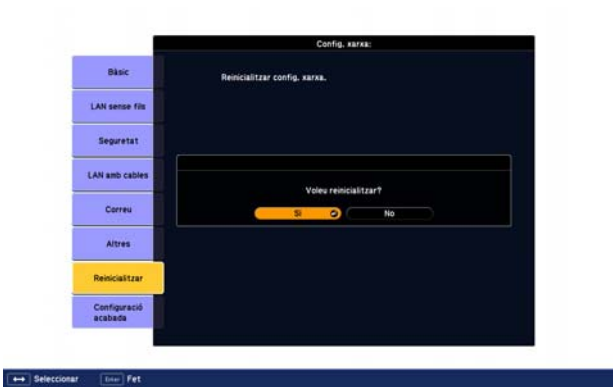 Config. xarxa:
Bàsic
Reinicialitzar config. xarxa.
LAN sense fils
Seguretat
LAN amb cables
Voleu reinicialitzar?
Sí No
Correu
Altres
Reinicialitzar
Configuració
acabada
Seleccionar Enter Fet